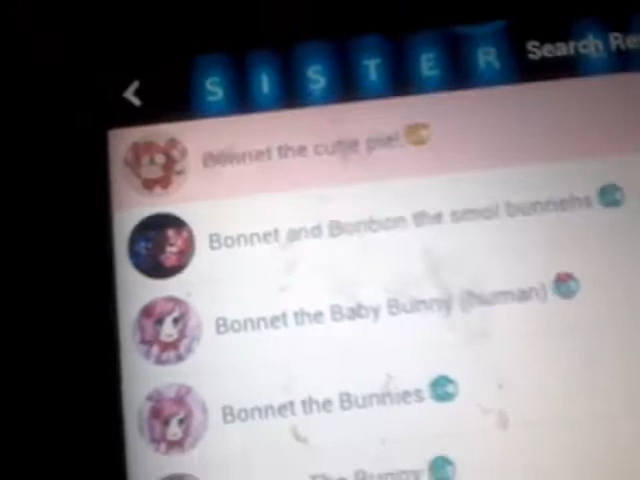 SISTER
Search Re
Bonnet the cutie pie!
Bonnet and Bonbon the smol bunnehs
Bonnet the Baby Bunny (human)
Bonnet the Bunnies
The Bunny